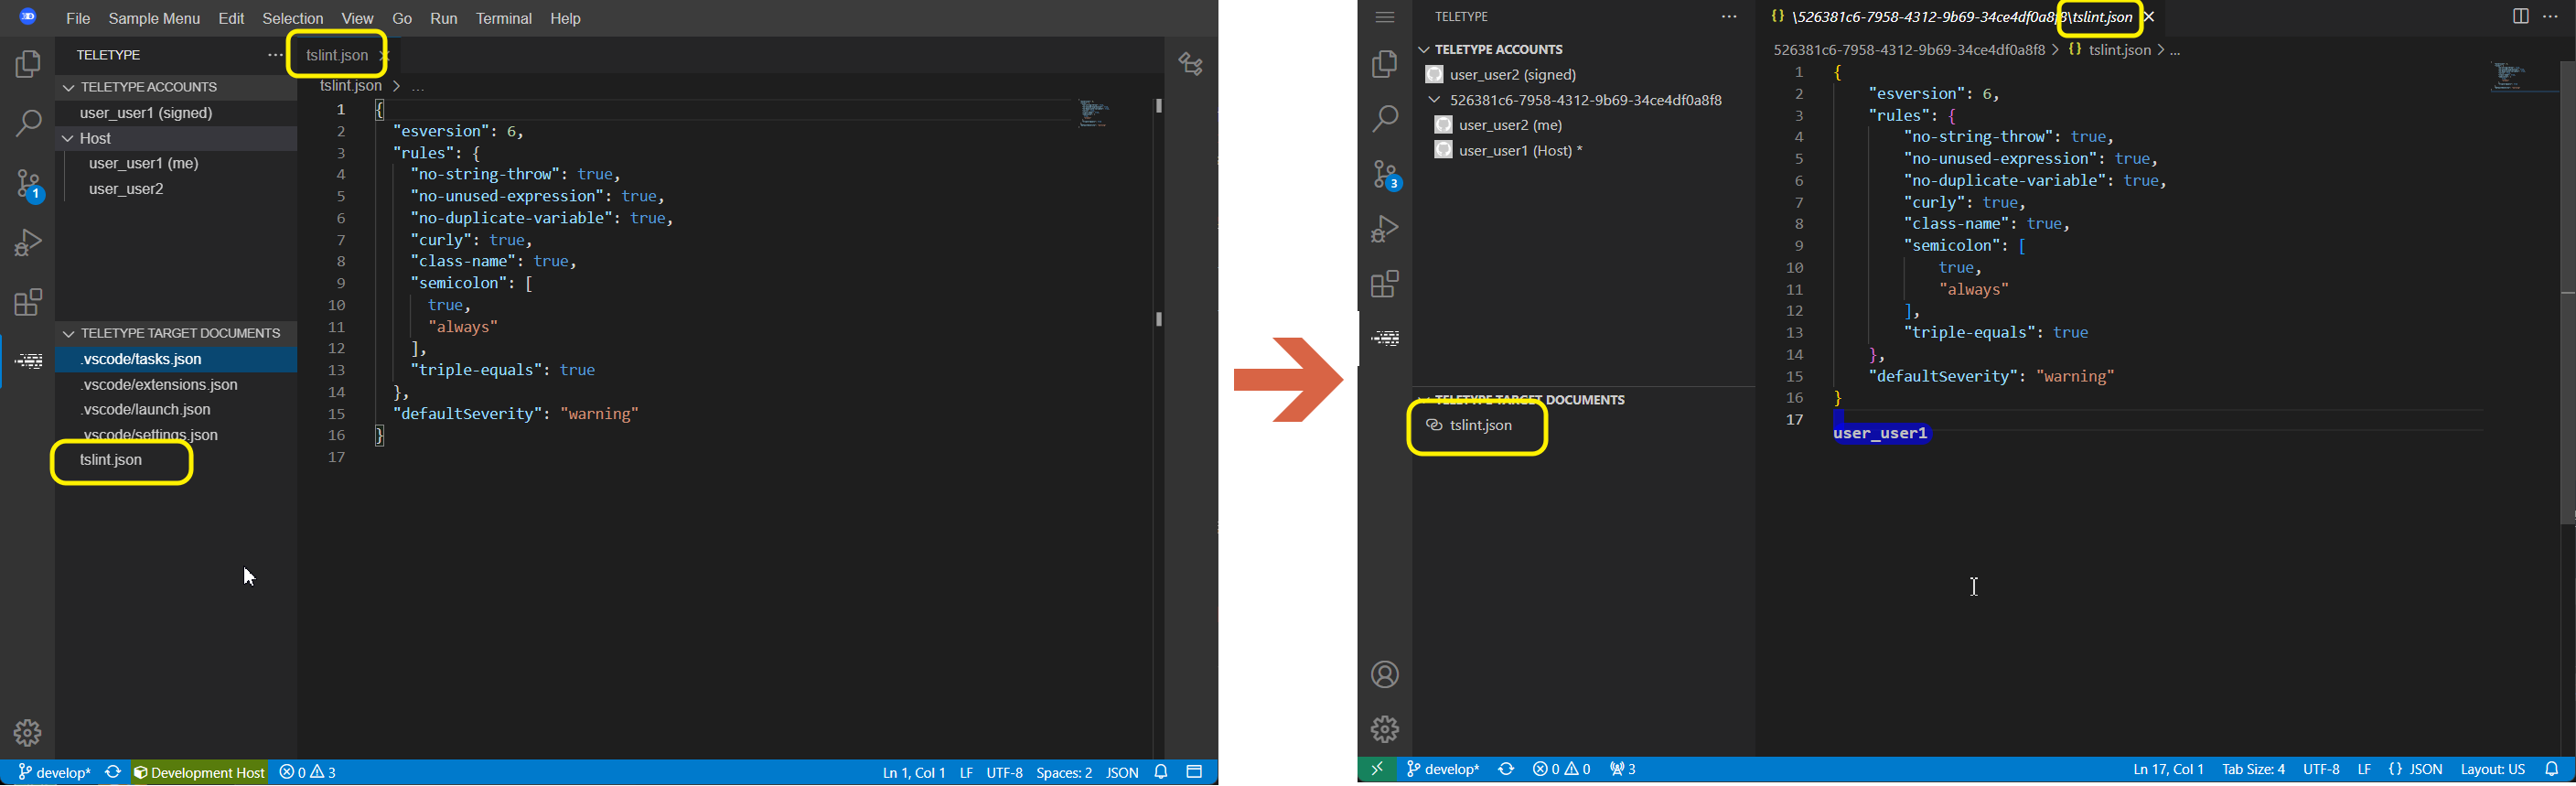 File Sample Menu Edit Selection View Go Run Terminal Help
TELETYPE ...
TELETYPE ACCOUNTS
user_user1 (signed)
Host
user_user1 (me)
user_user2
TELETYPE TARGET DOCUMENTS
.vscode/tasks.json
.vscode/extensions.json
.vscode/launch.json
.vscode/settings.json
tslint.json
1
tslint.json
tslint.json > ...
1 {
2 "esversion": 6,
3 "rules": {
4 "no-string-throw": true,
5 "no-unused-expression": true,
6 "no-duplicate-variable": true,
7 "curly": true,
8 "class-name": true,
9 "semicolon": [
10 true,
11 "always"
12 ],
13 "triple-equals": true
14 },
15 "defaultSeverity": "warning"
16 }
17
develop* Development Host 0 3 Ln 1, Col 1 LF UTF-8 Spaces: 2 JSON
TELETYPE ...
TELETYPE ACCOUNTS
user_user2 (signed)
526381c6-7958-4312-9b69-34ce4df0a8f8
user_user2 (me)
user_user1 (Host) *
3
TELETYPE TARGET DOCUMENTS
tslint.json
{} \526381c6-7958-4312-9b69-34ce4df0a8f8\tslint.json ...
526381c6-7958-4312-9b69-34ce4df0a8f8 > {} tslint.json > ...
1 {
2 "esversion": 6,
3 "rules": {
4 "no-string-throw": true,
5 "no-unused-expression": true,
6 "no-duplicate-variable": true,
7 "curly": true,
8 "class-name": true,
9 "semicolon": [
10 true,
11 "always"
12 ],
13 "triple-equals": true
14 },
15 "defaultSeverity": "warning"
16 }
17
user_user1
develop* 0 0 3 Ln 17, Col 1 Tab Size: 4 UTF-8 LF {} JSON Layout: US